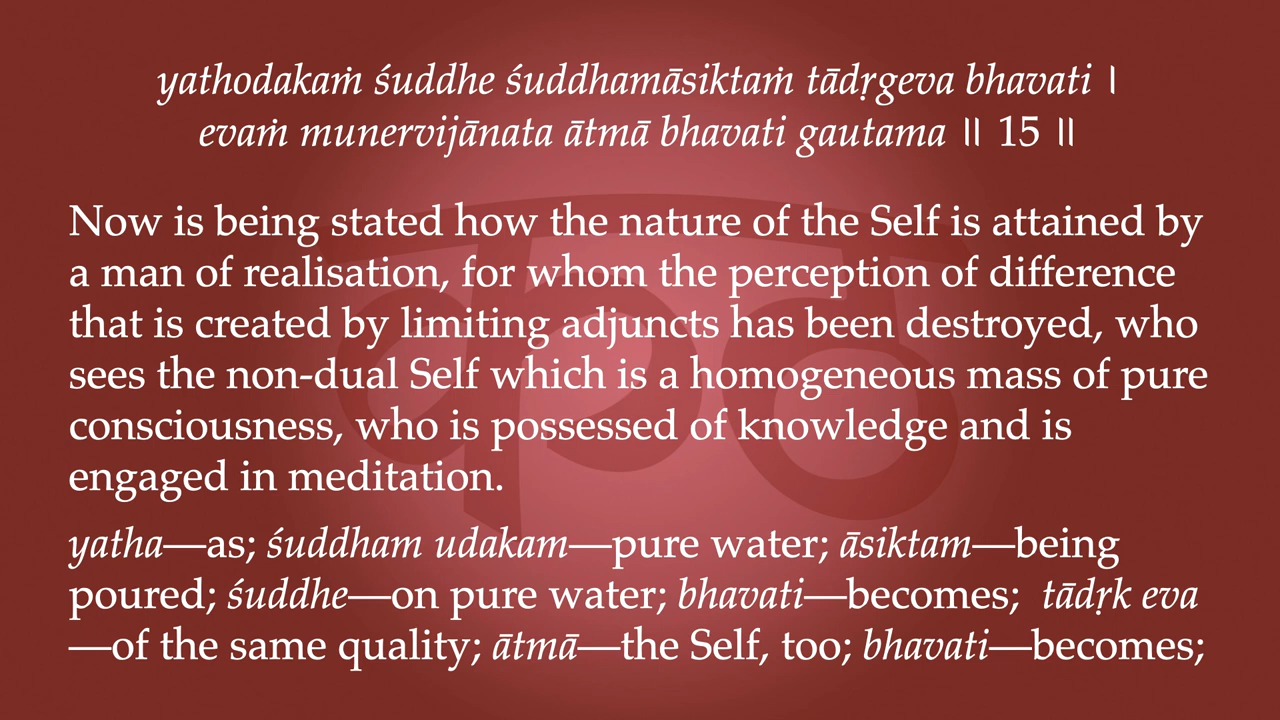 yathodakaṁ śuddhe śuddhamāsiktaṁ tādṛgeva bhavati ।
evaṁ munervijānata ātmā bhavati gautama ॥ 15 ॥
Now is being stated how the nature of the Self is attained by
a man of realisation, for whom the perception of difference
that is created by limiting adjuncts has been destroyed, who
sees the non-dual Self which is a homogeneous mass of pure
consciousness, who is possessed of knowledge and is
engaged in meditation.
yatha—as; śuddham udakam—pure water; āsiktam—being
poured; śuddhe—on pure water; bhavati—becomes;  tādṛk eva
—of the same quality; ātmā—the Self, too; bhavati—becomes;
कठ